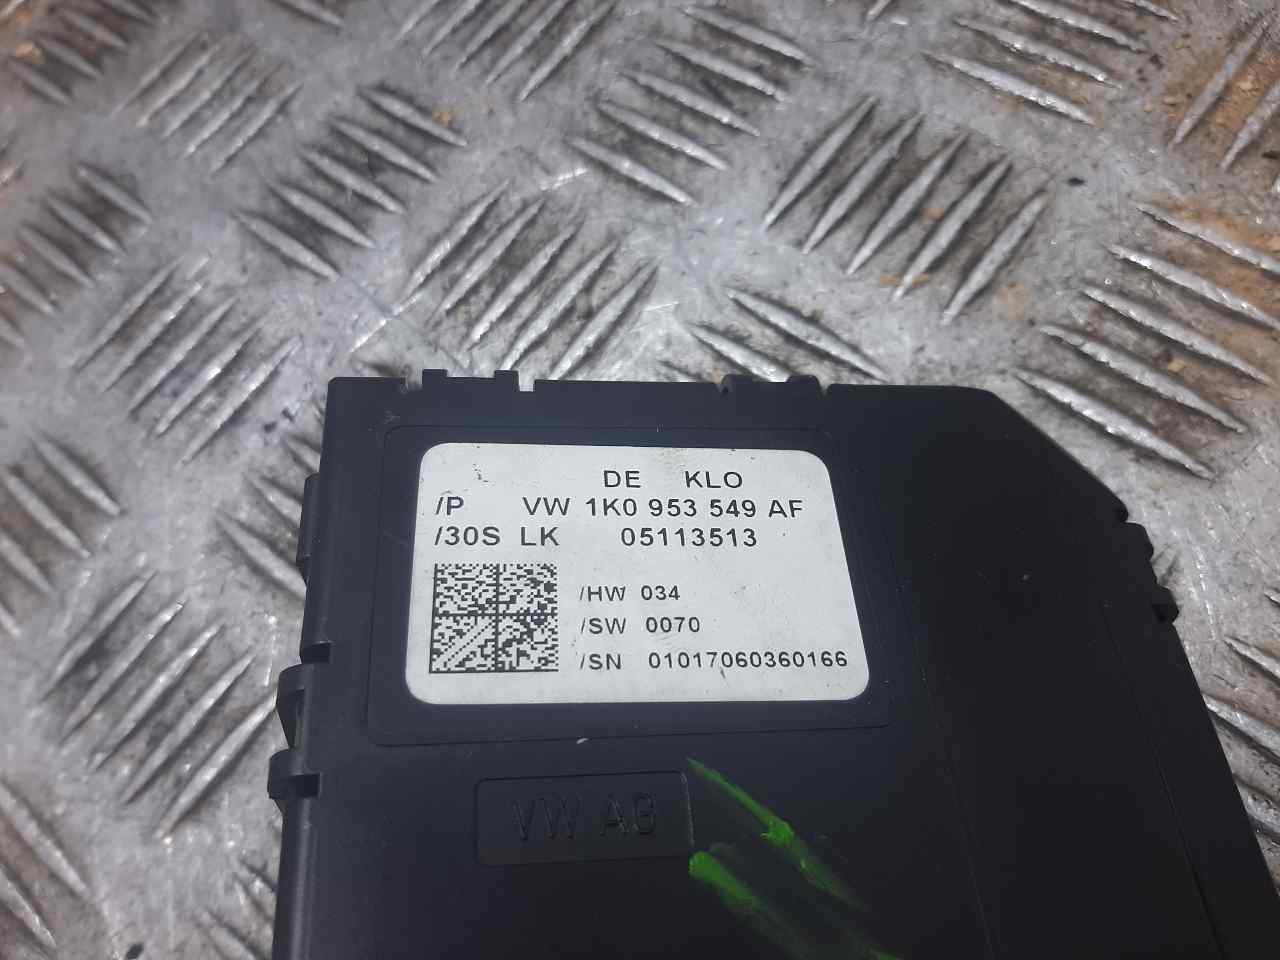 DE KLO
/P VW 1K0 953 549 AF
/30S LK 05113513
/HW 034
/SW 0070
/SN 01017060360166
VW AG